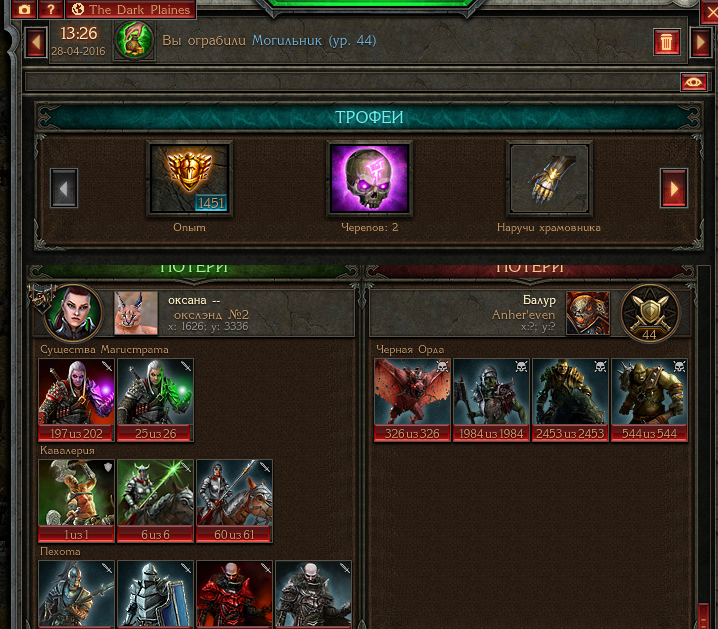 ? The Dark Plaines
13:26
28-04-2016
Вы ограбили Могильник (ур. 44)
ТРОФЕИ
1451
Опыт
Черепов: 2
Наручи храмовника
ПОТЕРИ
ПОТЕРИ
оксана --
окслэнд №2
x: 1626; y: 3336
Балур
Anher'even
x:?; y:?
44
Существа Магистрата
Черная Орда
197 из 202
25 из 26
326 из 326
1984 из 1984
2453 из 2453
544 из 544
Кавалерия
1 из 1
6 из 6
60 из 61
Пехота